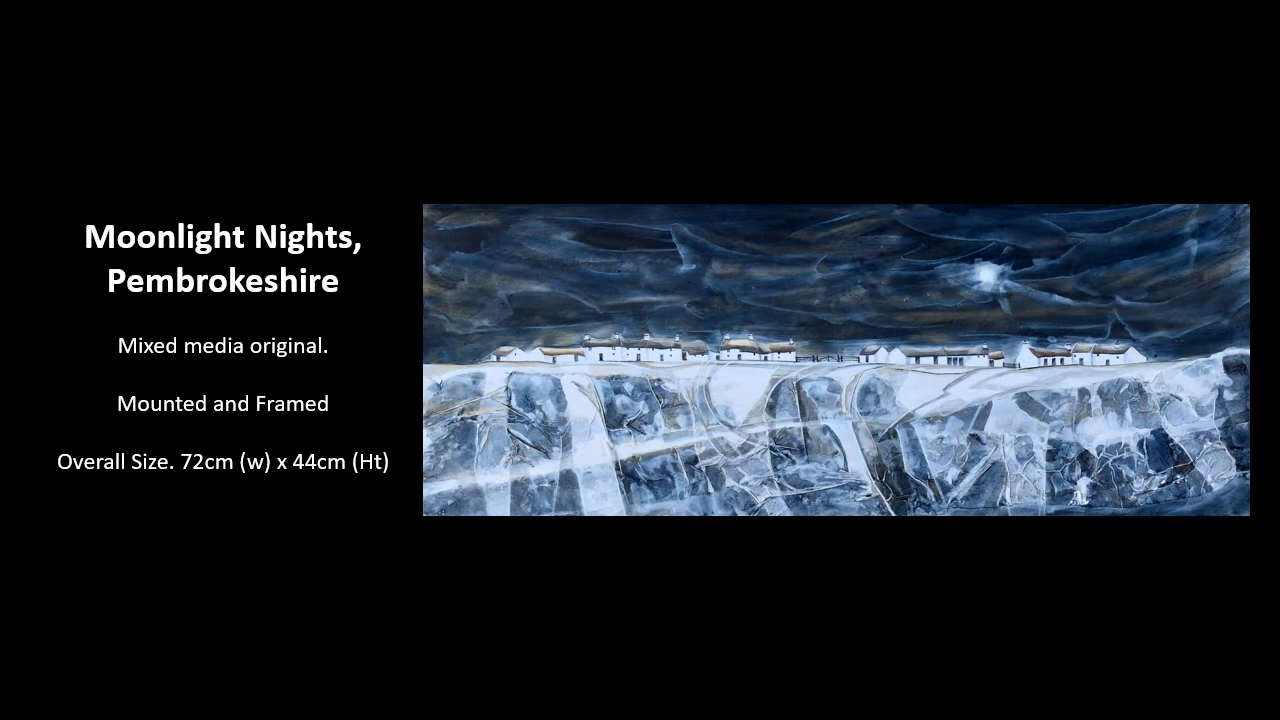 Moonlight Nights,
Pembrokeshire
Mixed media original.
Mounted and Framed
Overall Size. 72cm (w) x 44cm (Ht)